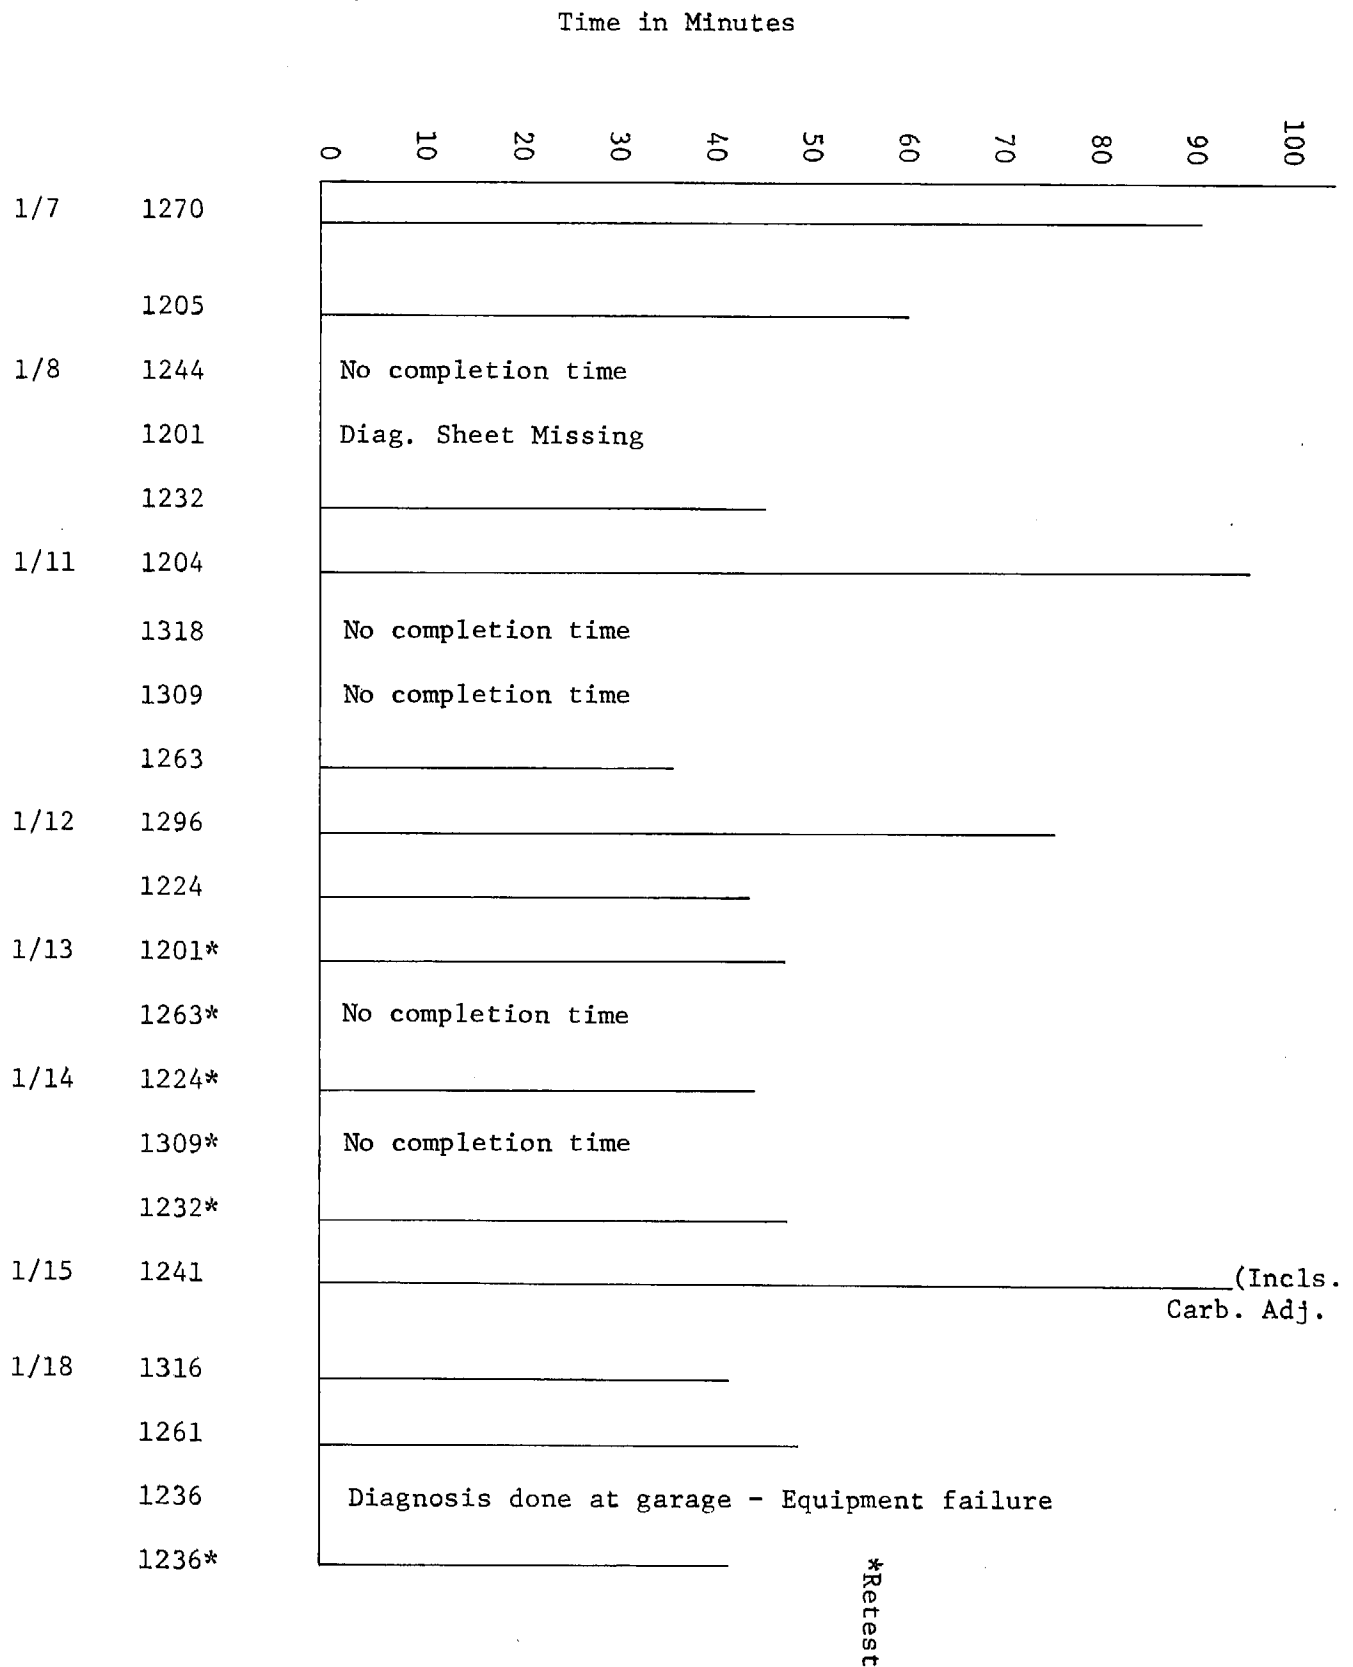 Time in Minutes
0 10 20 30 40 50 60 70 80 90 100
1/7 1270
1205
1/8 1244 No completion time
1201 Diag. Sheet Missing
1232
1/11 1204
1318 No completion time
1309 No completion time
1263
1/12 1296
1224
1/13 1201*
1263* No completion time
1/14 1224*
1309* No completion time
1232*
1/15 1241 (Incls.
Carb. Adj.
1/18 1316
1261
1236 Diagnosis done at garage - Equipment failure
1236*
*Retest